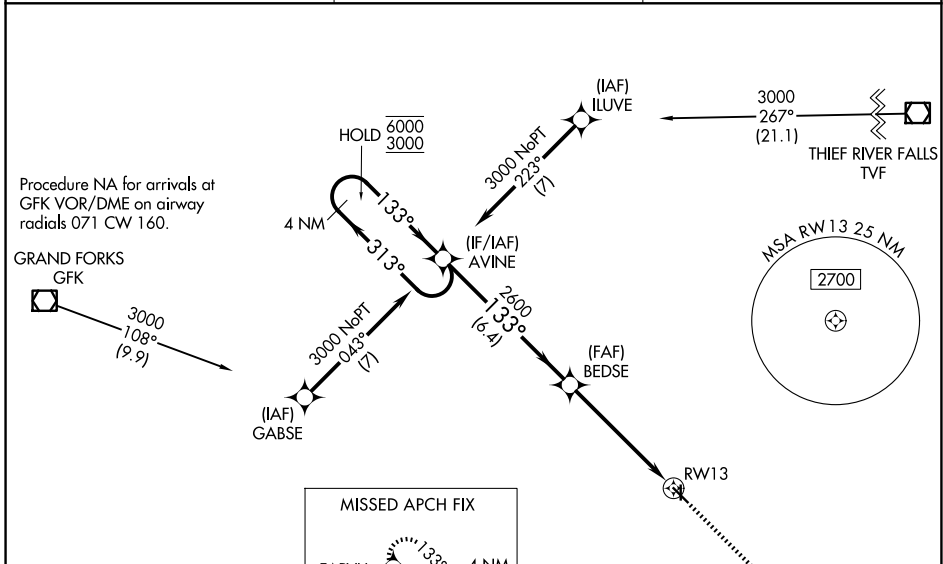 (IAF)
ILUVE
3000
267°
(21.1)
THIEF RIVER FALLS
TVF
HOLD 6000
3000
3000 NoPT
223°
(7)
Procedure NA for arrivals at
GFK VOR/DME on airway
radials 071 CW 160.
4 NM
133°
313°
(IF/IAF)
AVINE
MSA RW13 25 NM
2700
GRAND FORKS
GFK
3000
108°
(9.9)
3000 NoPT
043°
(7)
2600
133°
(6.4)
(FAF)
BEDSE
(IAF)
GABSE
RW13
MISSED APCH FIX
133°
4 NM